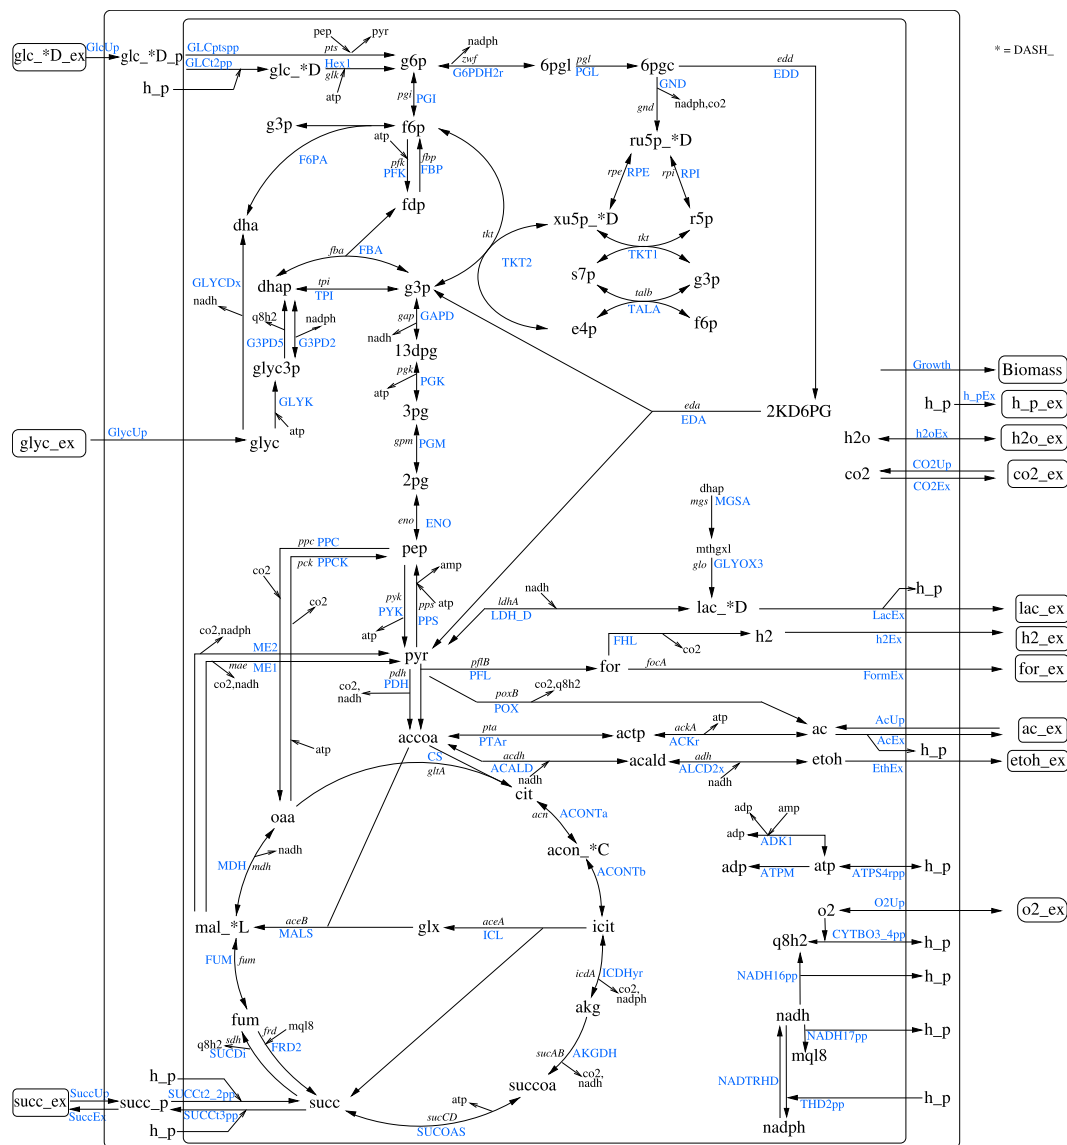 pep pyr
glc_*D_ex GlcUp glc_*D_p GLCptspp pts g6p zwf nadph G6PDH2r 6pgl pgl PGL 6pgc edd EDD * = DASH_
GLCt2pp glc_*D Hex1 glk
h_p atp
pgi PGI GND gnd nadph,co2
g3p f6p
atp ru5p_*D
F6PA pfk PFK fbp FBP
rpe RPE rpi RPI
fdp
dha xu5p_*D r5p
tkt TKT1
fba FBA tkt TKT2
GLYCDx s7p g3p
dhap tpi TPI g3p
nadh talb TALA
q8h2 nadph gap GAPD
e4p f6p
G3PD5 G3PD2 nadh 13dpg
glyc3p pgk PGK Growth Biomass
atp
GLYK 3pg eda EDA 2KD6PG h_p h_pEx h_p_ex
atp
glyc_ex GlycUp glyc gpm PGM h2o h2oEx h2o_ex
2pg co2 CO2Up CO2Ex co2_ex
dhap
mgs MGSA
eno ENO
ppc PPC pep mthgxl
pck PPCK glo GLYOX3
co2 amp
co2 pyk PYK pps PPS atp nadh h_p
atp ldhA LDH_D lac_*D LacEx lac_ex
co2,nadph ME2 FHL h2 h2Ex h2_ex
mae ME1 pyr co2
co2,nadh pdh PDH pflB PFL for focA FormEx for_ex
co2, nadh poxB POX co2,q8h2
accoa pta PTAr actp ackA ACKr atp ac AcUp AcEx ac_ex
atp h_p
CS gltA acdh ACALD acald adh ALCD2x etoh EthEx etoh_ex
nadh nadh
cit
oaa acn ACONTa adp amp
adp ADK1
MDH mdh nadh acon_*C
ACONTb adp ATPM atp ATPS4rpp h_p
mal_*L aceB MALS glx aceA ICL icit o2 O2Up o2_ex
q8h2 CYTBO3_4pp h_p
FUM fum icdA ICDHyr
co2, nadph NADH16pp h_p
akg
fum frd mql8 nadh NADH17pp h_p
q8h2 sdh SUCDi FRD2 sucAB AKGDH mql8
co2, nadh NADTRHD
h_p succoa
succ_ex SuccUp SuccEx succ_p SUCCt2_2pp SUCCt3pp succ atp THD2pp h_p
h_p sucCD SUCOAS nadph